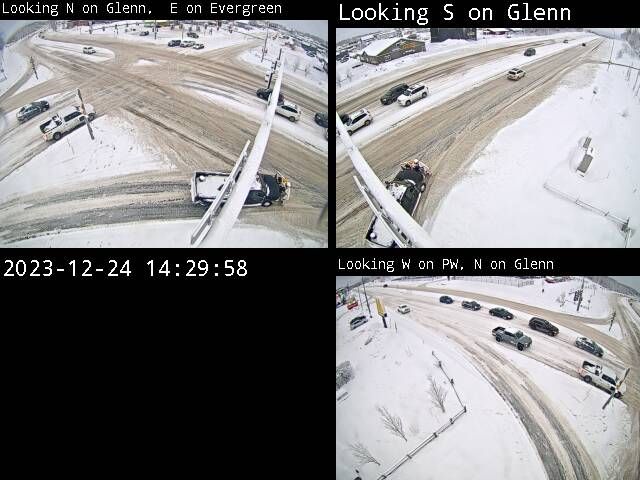 Looking N on Glenn,  E on Evergreen
Looking S on Glenn
2023-12-24 14:29:58
Looking W on PW, N on Glenn